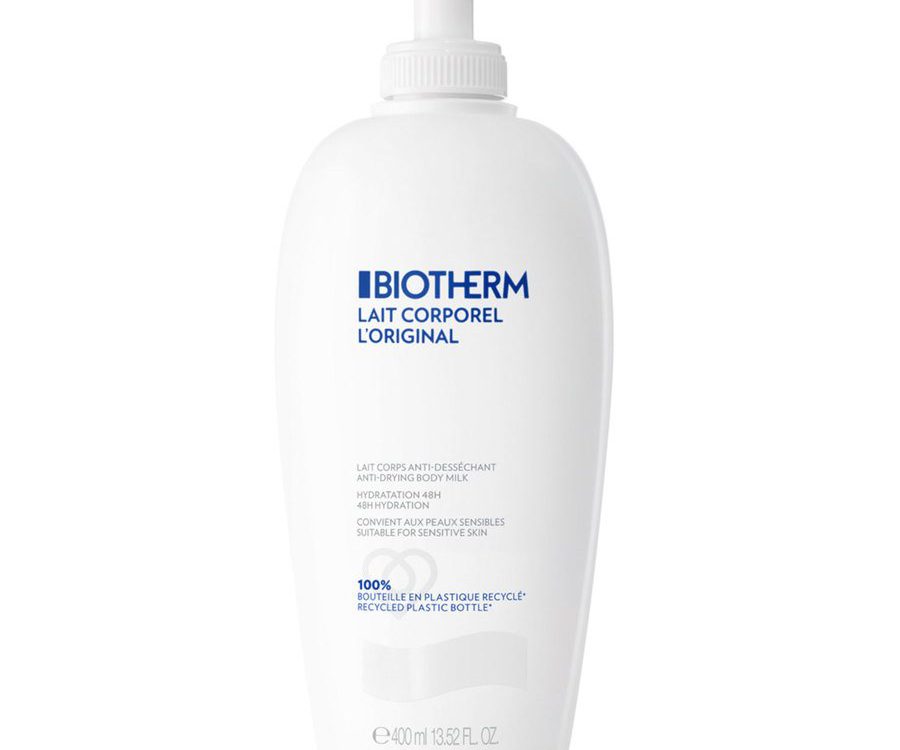 BIOTHERM
LAIT CORPOREL
L'ORIGINAL
LAIT CORPS ANTI-DESSÉCHANT
ANTI-DRYING BODY MILK
HYDRATATION 48H
48H HYDRATION
CONVIENT AUX PEAUX SENSIBLES
SUITABLE FOR SENSITIVE SKIN
100%
BOUTEILLE EN PLASTIQUE RECYCLÉ*
RECYCLED PLASTIC BOTTLE*
℮400 ml 13.52 FL. OZ.